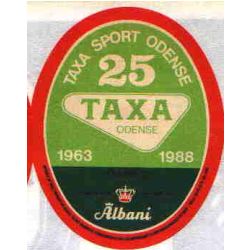 TAXA SPORT ODENSE
25
TAXA
ODENSE
1963 1988
Albani